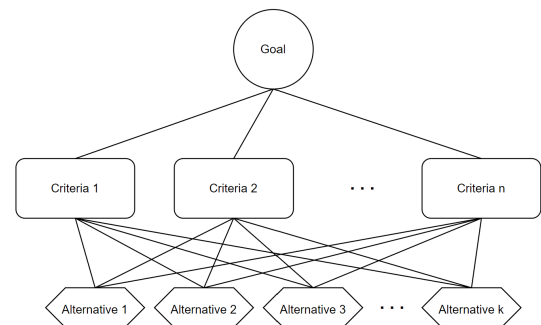 Goal
Criteria 1
Criteria 2
. . .
Criteria n
Alternative 1
Alternative 2
Alternative 3
. . .
Alternative k